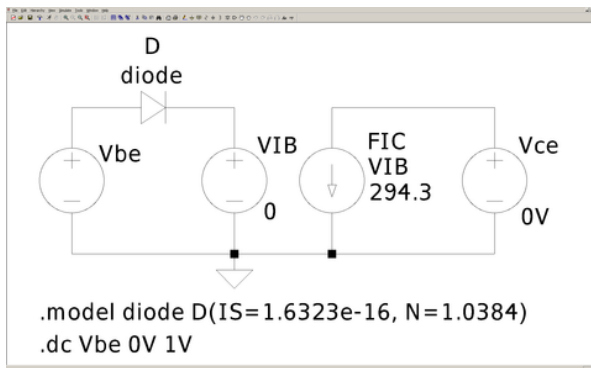 D
diode
Vbe
VIB
0
FIC
VIB
294.3
Vce
0V
.model diode D(IS=1.6323e-16, N=1.0384)
.dc Vbe 0V 1V